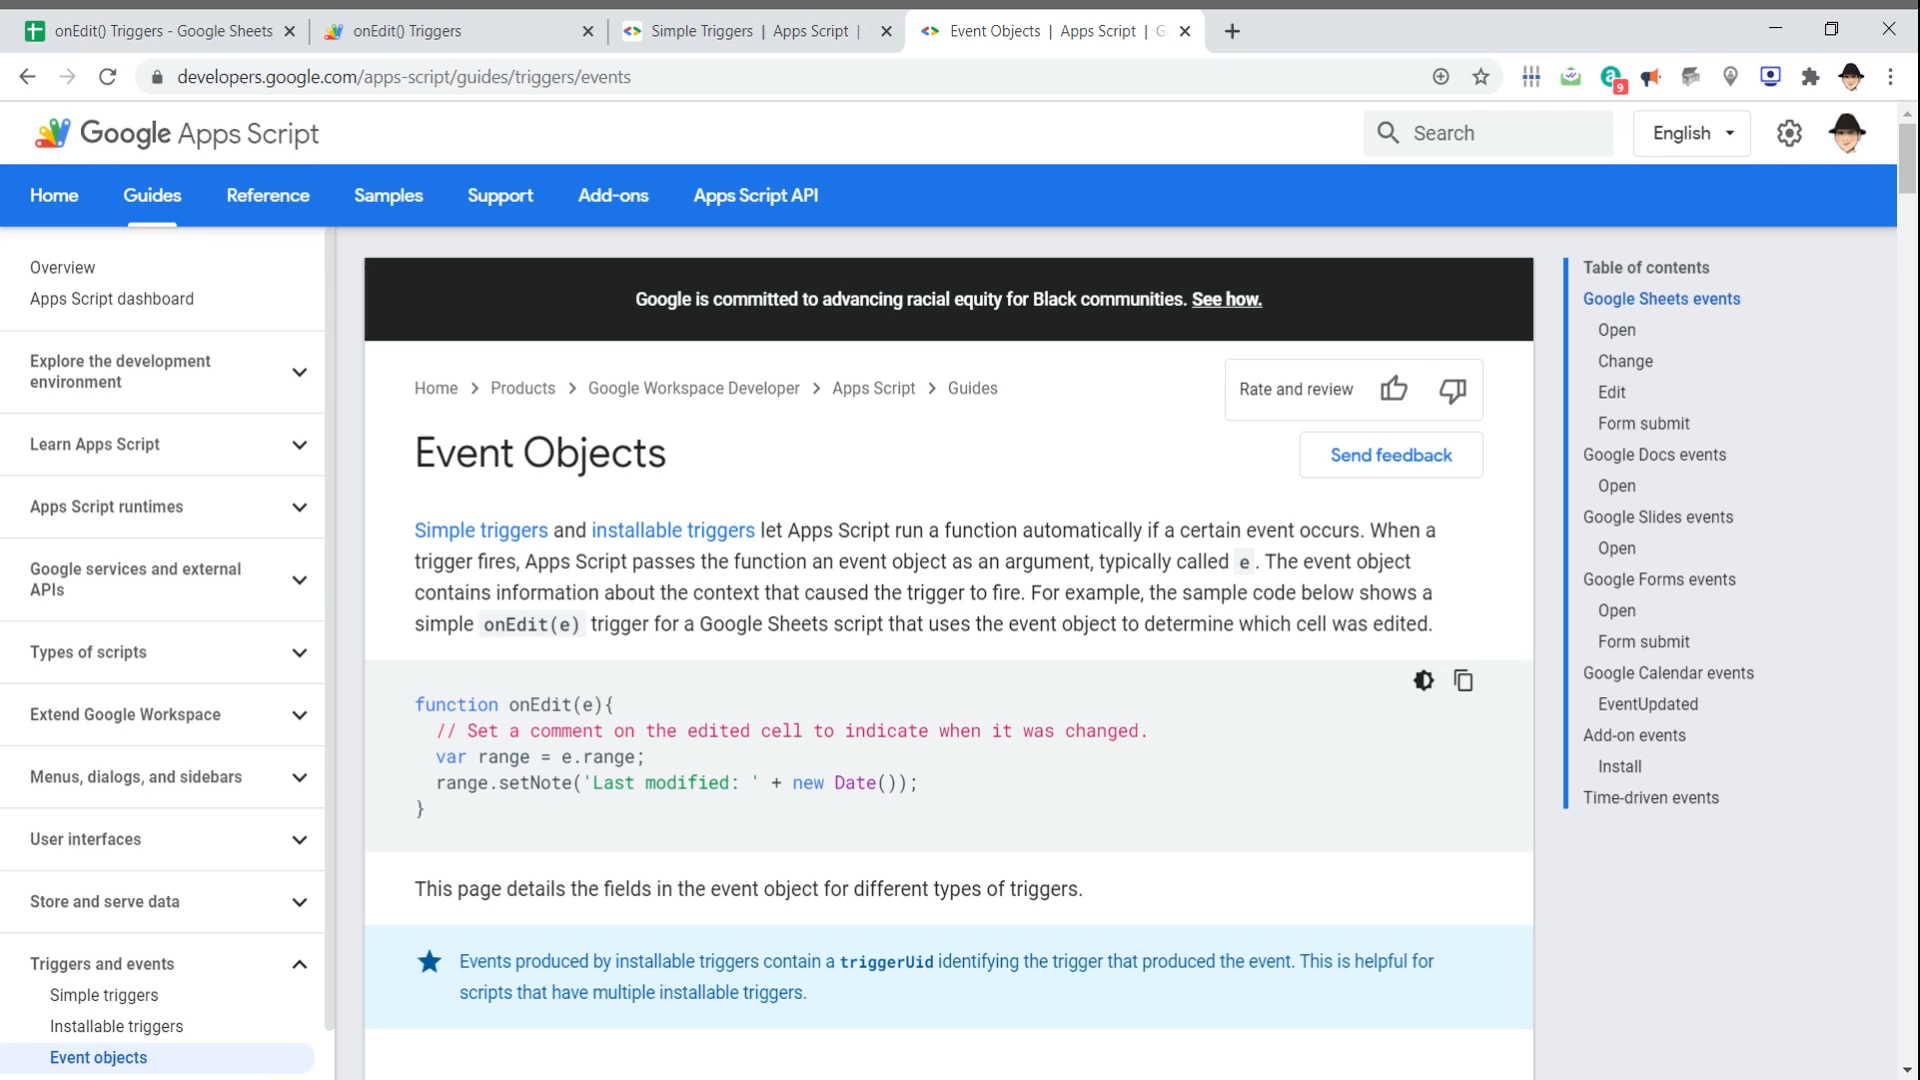 onEdit() Triggers - Google Sheets
onEdit() Triggers
Simple Triggers | Apps Script |
Event Objects | Apps Script | G
developers.google.com/apps-script/guides/triggers/events
9
Google Apps Script
Search
English
Home Guides Reference Samples Support Add-ons Apps Script API
Overview
Apps Script dashboard
Explore the development
environment
Learn Apps Script
Apps Script runtimes
Google services and external
APIs
Types of scripts
Extend Google Workspace
Menus, dialogs, and sidebars
User interfaces
Store and serve data
Triggers and events
Simple triggers
Installable triggers
Event objects
Google is committed to advancing racial equity for Black communities. See how.
Home > Products > Google Workspace Developer > Apps Script > Guides
Rate and review
Event Objects
Send feedback
Simple triggers and installable triggers let Apps Script run a function automatically if a certain event occurs. When a
trigger fires, Apps Script passes the function an event object as an argument, typically called e. The event object
contains information about the context that caused the trigger to fire. For example, the sample code below shows a
simple onEdit(e) trigger for a Google Sheets script that uses the event object to determine which cell was edited.
function onEdit(e){
// Set a comment on the edited cell to indicate when it was changed.
var range = e.range;
range.setNote('Last modified: ' + new Date());
}
This page details the fields in the event object for different types of triggers.
Events produced by installable triggers contain a triggerUid identifying the trigger that produced the event. This is helpful for
scripts that have multiple installable triggers.
Table of contents
Google Sheets events
Open
Change
Edit
Form submit
Google Docs events
Open
Google Slides events
Open
Google Forms events
Open
Form submit
Google Calendar events
EventUpdated
Add-on events
Install
Time-driven events